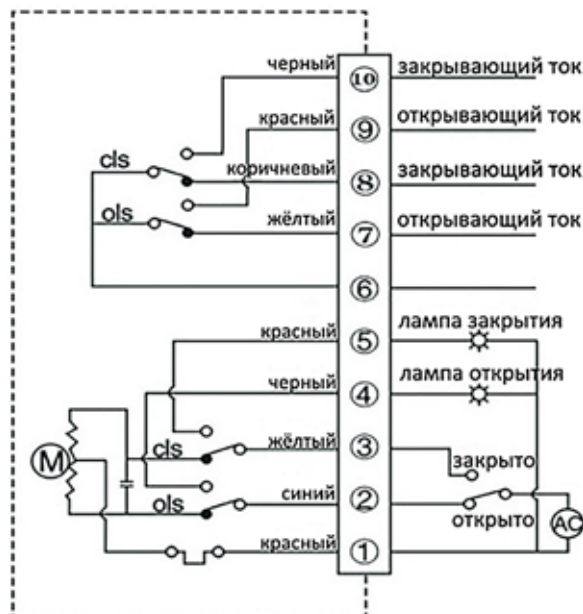 черный ⑩ закрывающий ток
красный ⑨ открывающий ток
cls коричневый ⑧ закрывающий ток
ols жёлтый ⑦ открывающий ток
⑥
красный ⑤ лампа закрытия
черный ④ лампа открытия
M cls жёлтый ③ закрыто
ols синий ② открыто AC
красный ①